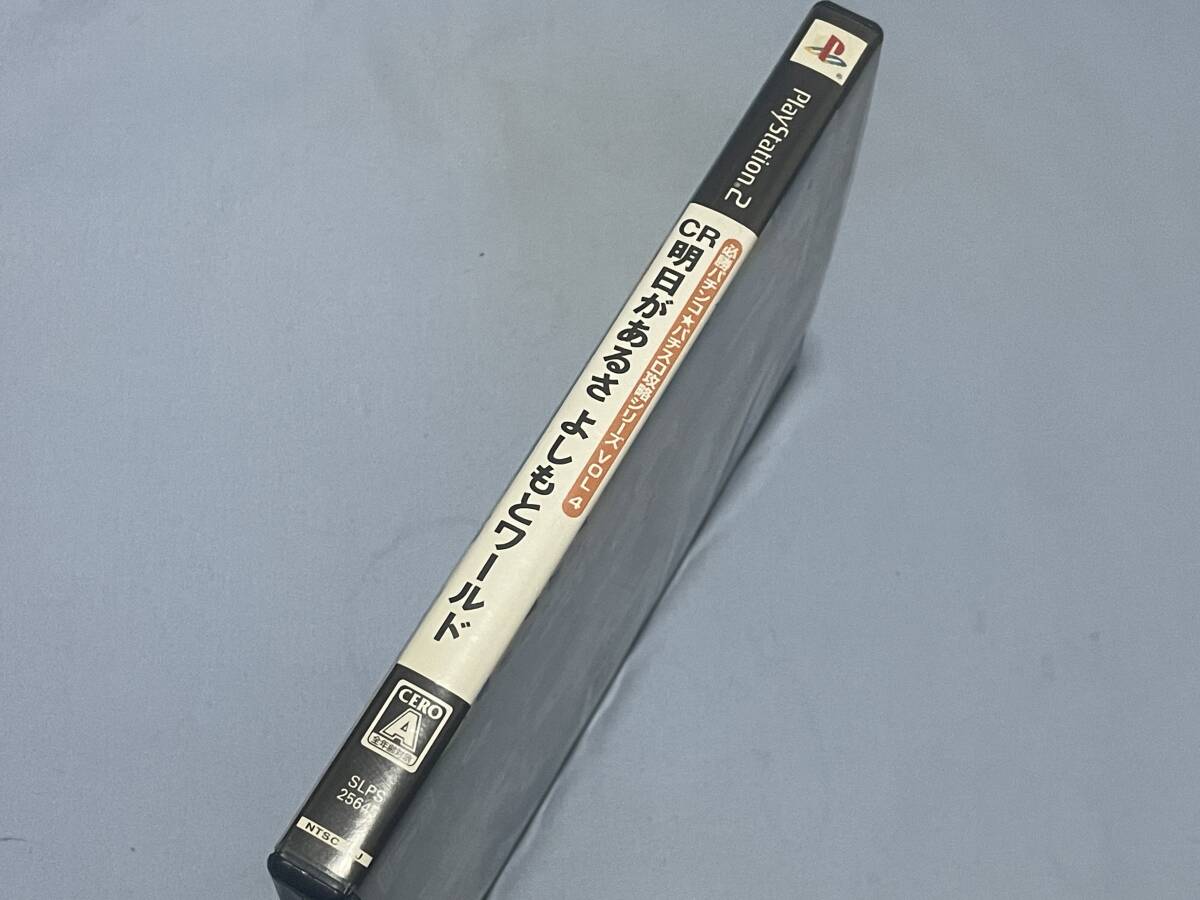 PlayStation®2
必勝パチンコ★パチスロ攻略シリーズ VOL 4
CR明日があるさ よしもとワールド
CERO
A
全年齢対象
SLPS
NTSC J